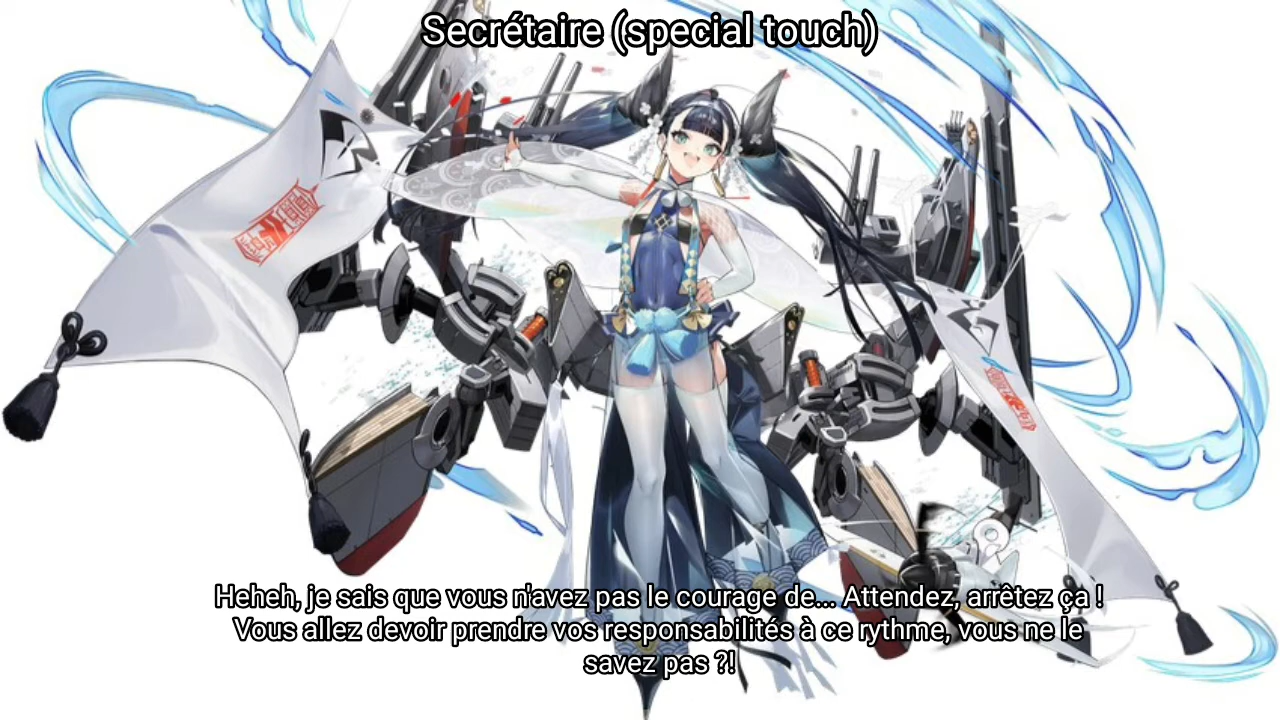 Secrétaire (special touch)
Heheh, je sais que vous n'avez pas le courage de... Attendez, arrêtez ça !
Vous allez devoir prendre vos responsabilités à ce rythme, vous ne le
savez pas ?!